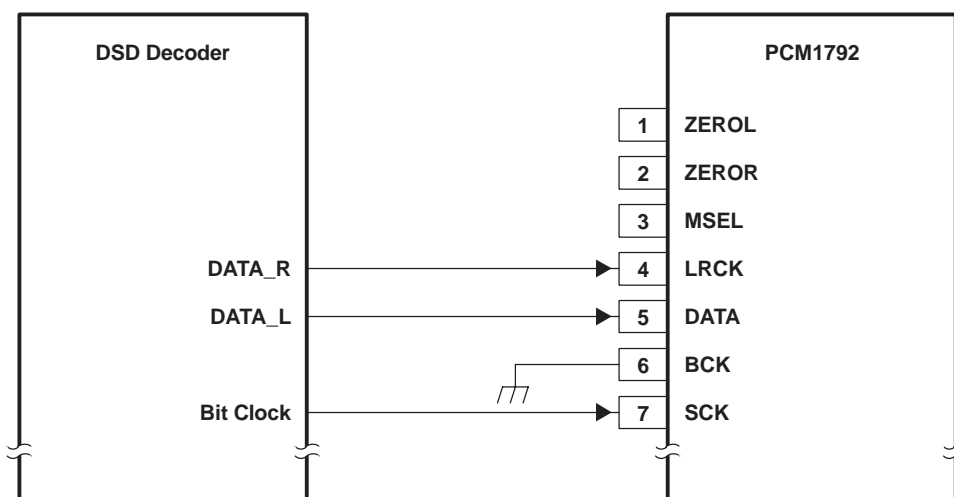 DSD Decoder
PCM1792
1 ZEROL
2 ZEROR
3 MSEL
DATA_R 4 LRCK
DATA_L 5 DATA
6 BCK
Bit Clock 7 SCK